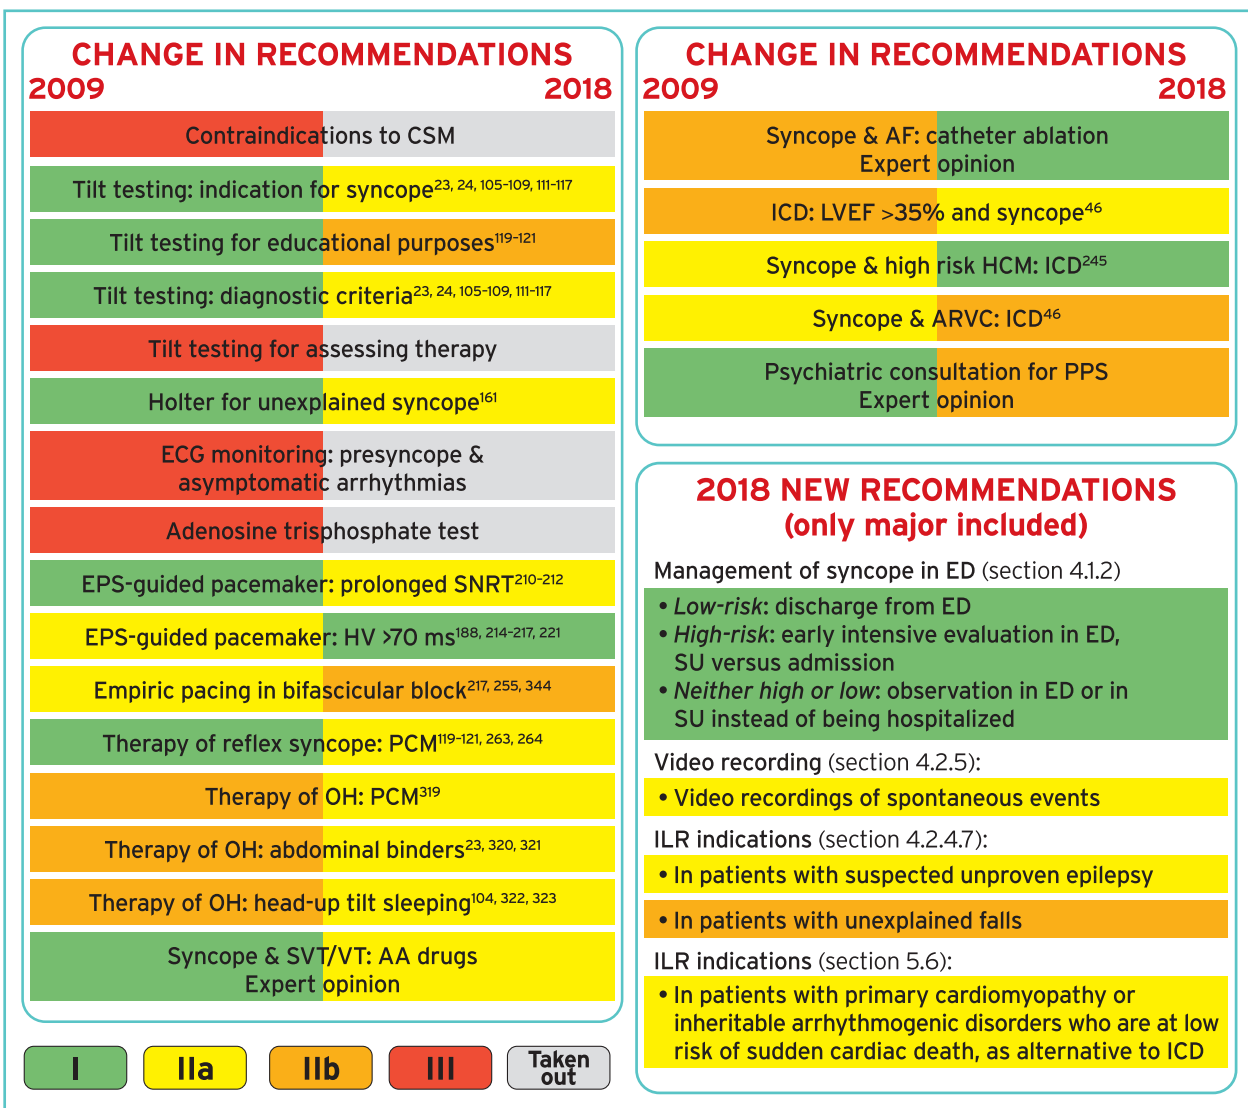 CHANGE IN RECOMMENDATIONS
2009 2018
Contraindications to CSM
Tilt testing: indication for syncope23, 24, 105–109, 111–117
Tilt testing for educational purposes119–121
Tilt testing: diagnostic criteria23, 24, 105–109, 111–117
Tilt testing for assessing therapy
Holter for unexplained syncope161
ECG monitoring: presyncope &
asymptomatic arrhythmias
Adenosine trisphosphate test
EPS-guided pacemaker: prolonged SNRT210–212
EPS-guided pacemaker: HV >70 ms188, 214–217, 221
Empiric pacing in bifascicular block217, 255, 344
Therapy of reflex syncope: PCM119–121, 263, 264
Therapy of OH: PCM319
Therapy of OH: abdominal binders23, 320, 321
Therapy of OH: head-up tilt sleeping104, 322, 323
Syncope & SVT/VT: AA drugs
Expert opinion
I
IIa
IIb
III
Taken
out
CHANGE IN RECOMMENDATIONS
2009 2018
Syncope & AF: catheter ablation
Expert opinion
ICD: LVEF >35% and syncope46
Syncope & high risk HCM: ICD245
Syncope & ARVC: ICD46
Psychiatric consultation for PPS
Expert opinion
2018 NEW RECOMMENDATIONS
(only major included)
Management of syncope in ED (section 4.1.2)
• Low-risk: discharge from ED
• High-risk: early intensive evaluation in ED,
SU versus admission
• Neither high or low: observation in ED or in
SU instead of being hospitalized
Video recording (section 4.2.5):
• Video recordings of spontaneous events
ILR indications (section 4.2.4.7):
• In patients with suspected unproven epilepsy
• In patients with unexplained falls
ILR indications (section 5.6):
• In patients with primary cardiomyopathy or
inheritable arrhythmogenic disorders who are at low
risk of sudden cardiac death, as alternative to ICD